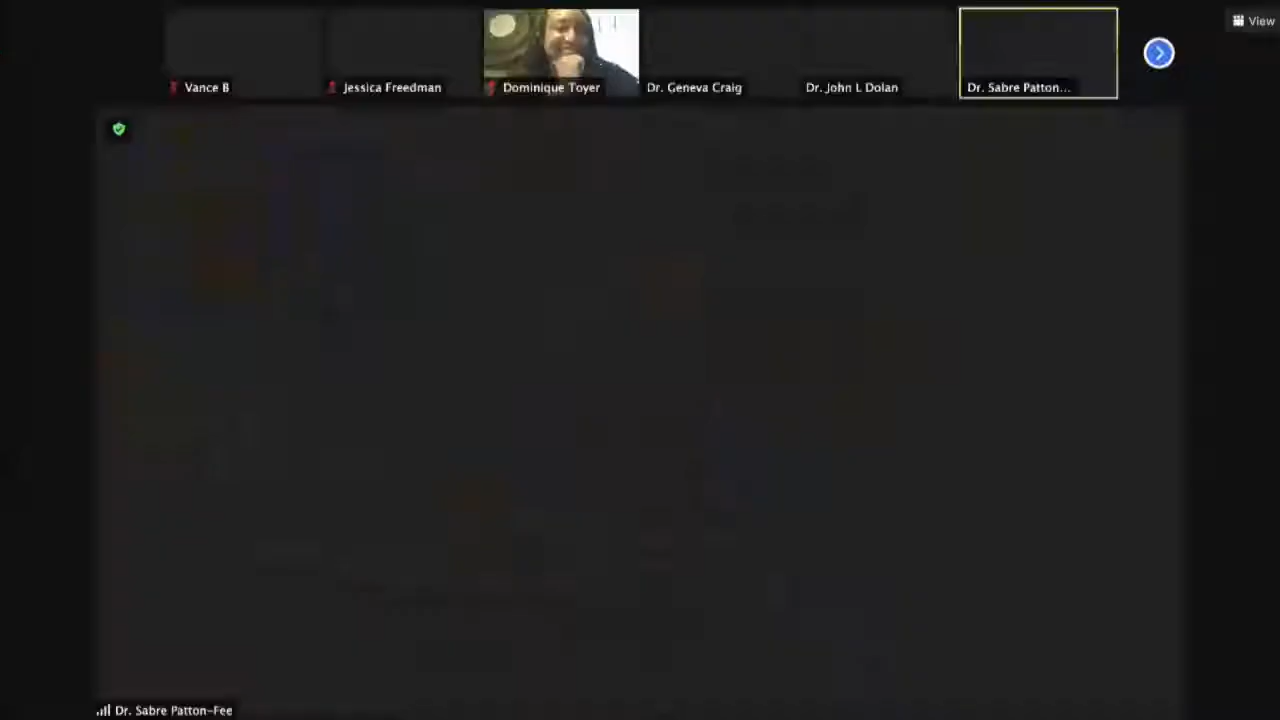 View
Vance B
Jessica Freedman
Dominique Toyer
Dr. Geneva Craig
Dr. John L Dolan
Dr. Sabre Patton...
Dr. Sabre Patton-Fee